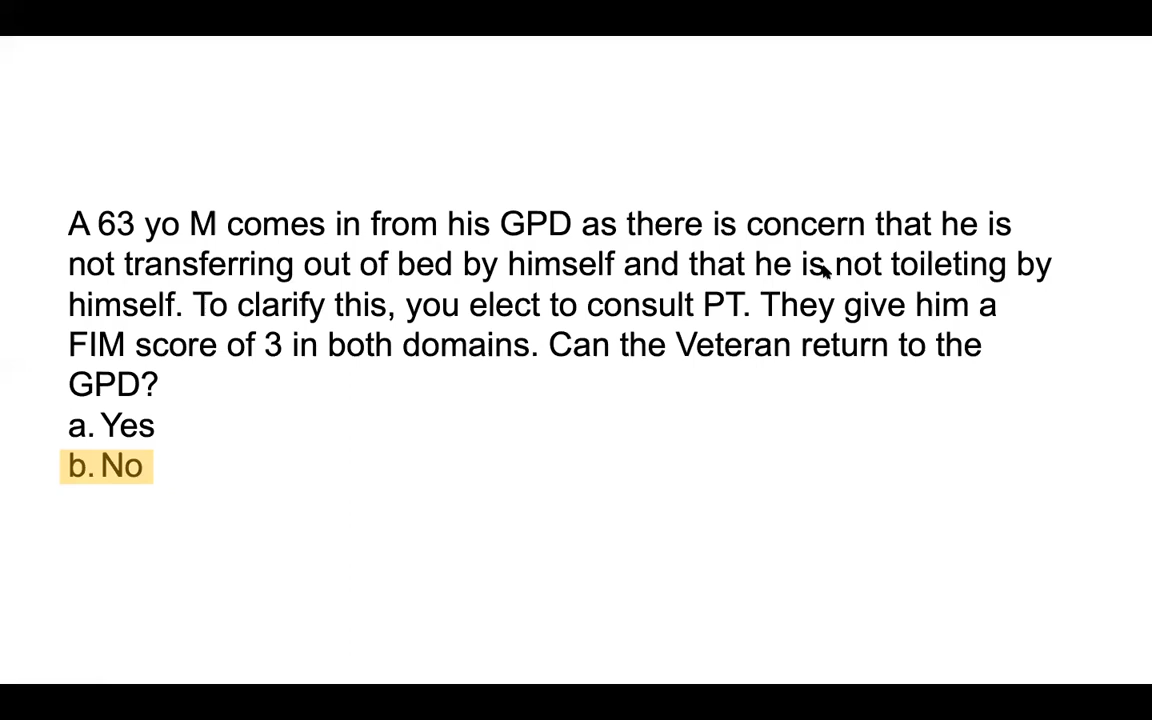 A 63 yo M comes in from his GPD as there is concern that he is
not transferring out of bed by himself and that he is not toileting by
himself. To clarify this, you elect to consult PT. They give him a
FIM score of 3 in both domains. Can the Veteran return to the
GPD?
a. Yes
b. No